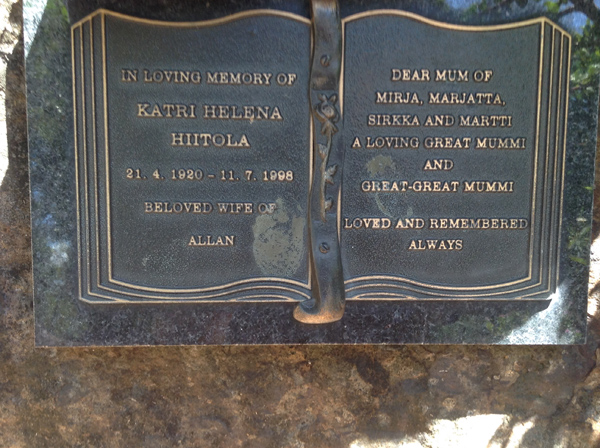 IN LOVING MEMORY OF
KATRI HELENA
HIITOLA
21. 4. 1920 - 11. 7. 1998
BELOVED WIFE OF
ALLAN
DEAR MUM OF
MIRJA, MARJATTA,
SIRKKA AND MARTTI
A LOVING GREAT MUMMI
AND
GREAT-GREAT MUMMI
LOVED AND REMEMBERED
ALWAYS